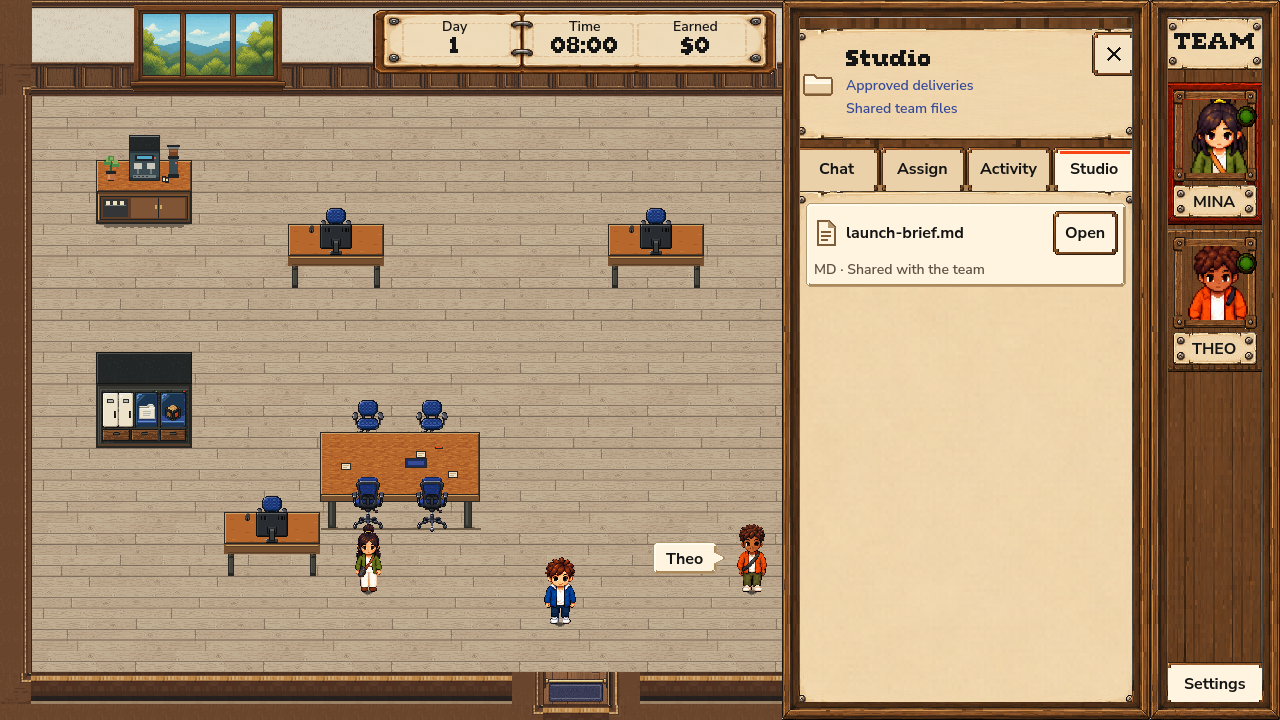 Day
1
Time
08:00
Earned
$0
Studio
Approved deliveries
Shared team files
Chat
Assign
Activity
Studio
launch-brief.md
Open
MD · Shared with the team
TEAM
MINA
THEO
Settings
Theo